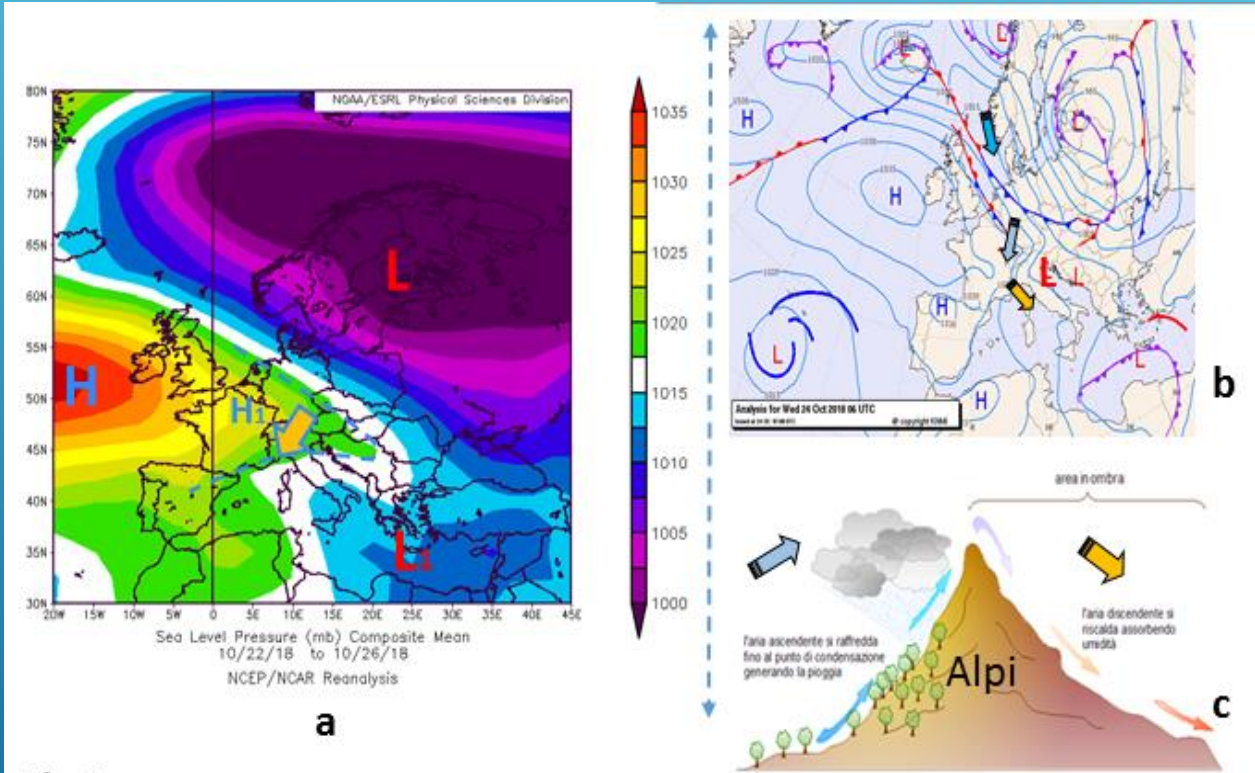 NOAA/ESRL Physical Sciences Division
80N
75N
70N
65N
60N
55N
50N
45N
40N
35N
30N
20W 15W 10W 5W 0 5E 10E 15E 20E 25E 30E 35E 40E 45E
L
H
H1
L1
1035
1030
1025
1020
1015
1010
1005
1000
Sea Level Pressure (mb) Composite Mean
10/22/18 to 10/26/18
NCEP/NCAR Reanalysis
a
L
L
H
H
L
L
L
H
L
L
H
Analysis for Wed 24 Oct 2018 06 UTC
b
area in ombra
l'aria ascendente si raffredda
fino al punto di condensazione
generando la pioggia
l'aria discendente si
riscalda assorbendo
umidità
Alpi
c